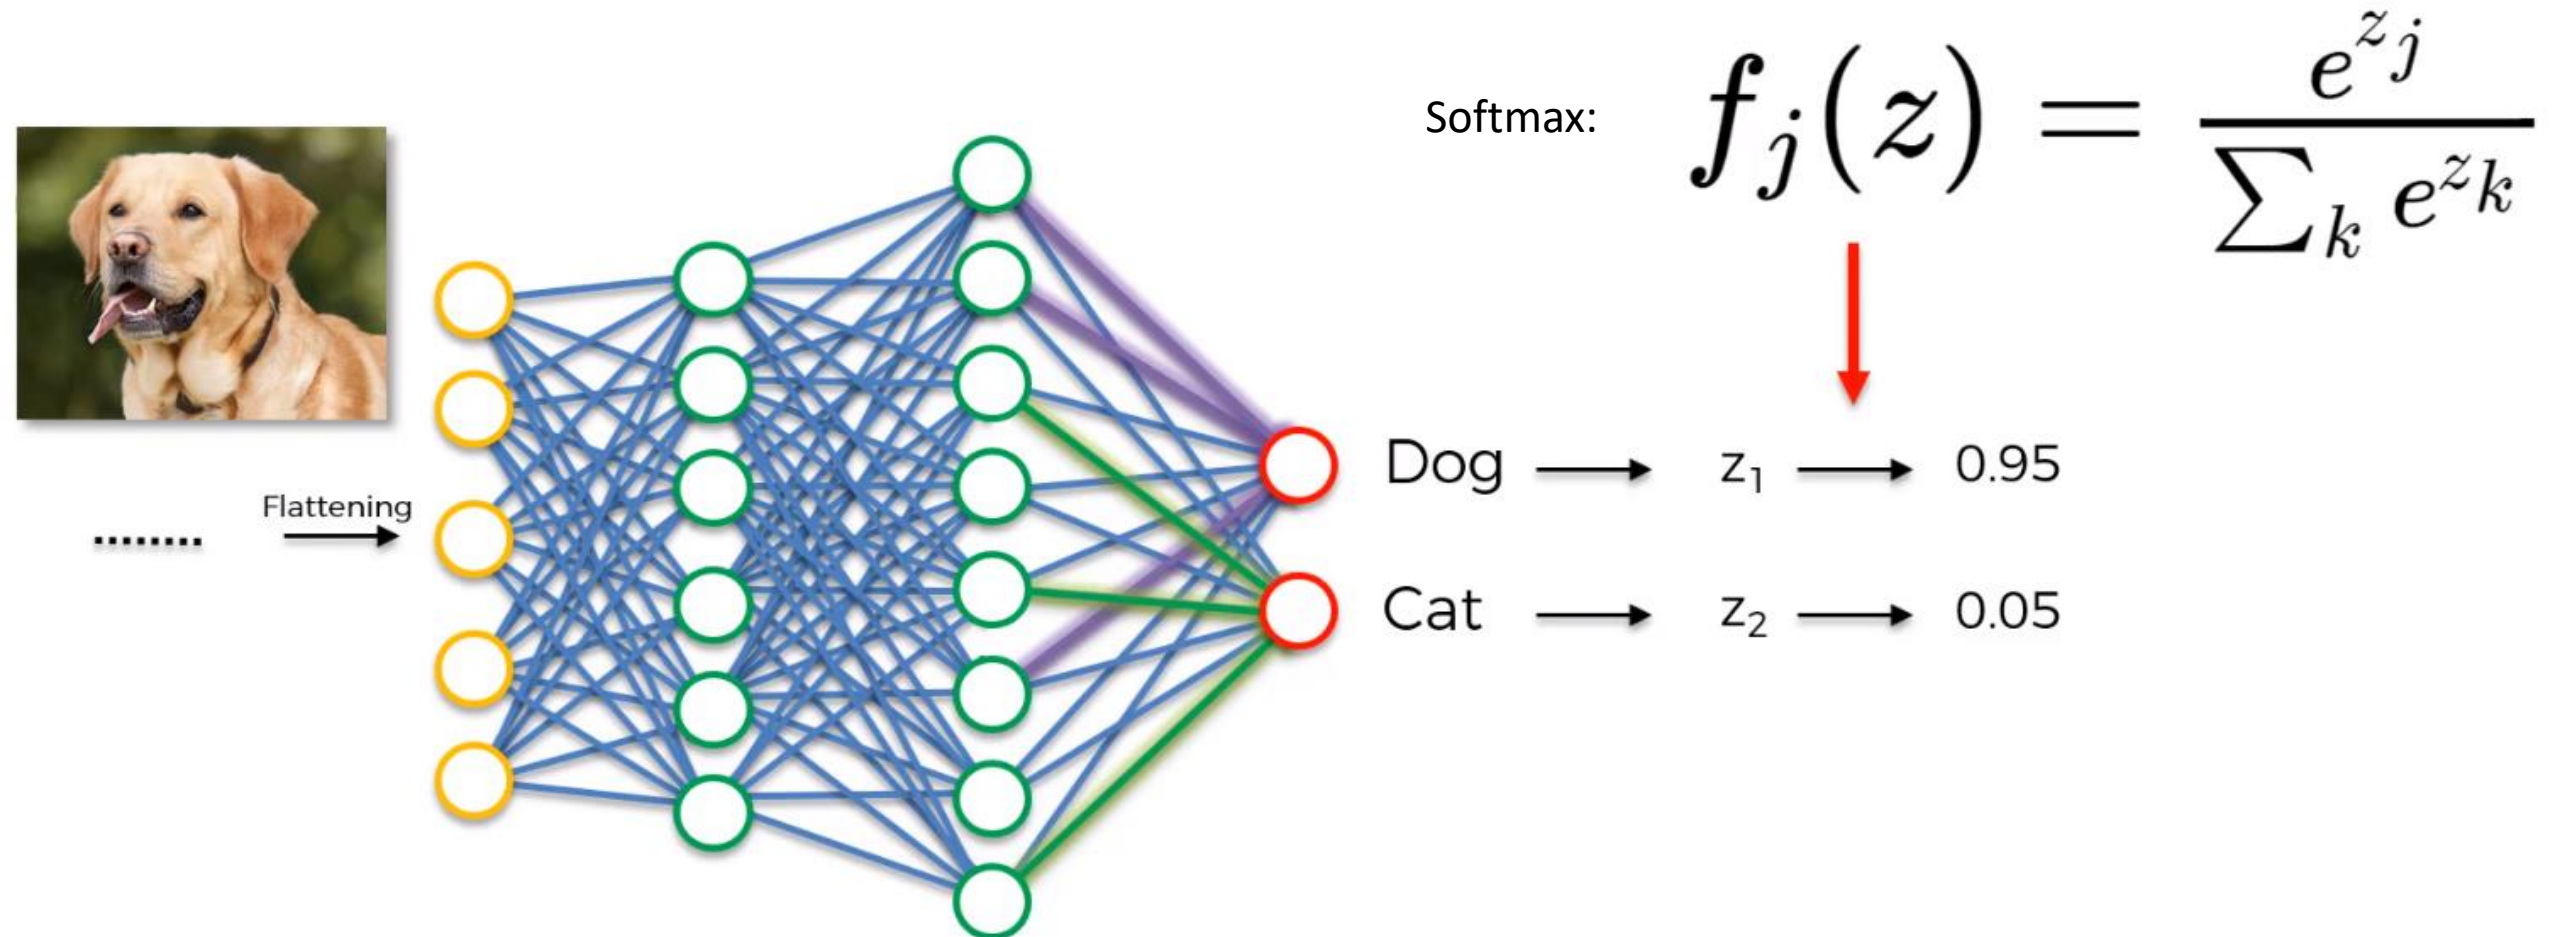 Softmax: f_j(z) = e^{z_j} / ∑_k e^{z_k}
Flattening
........
Dog → z₁ → 0.95
Cat → z₂ → 0.05